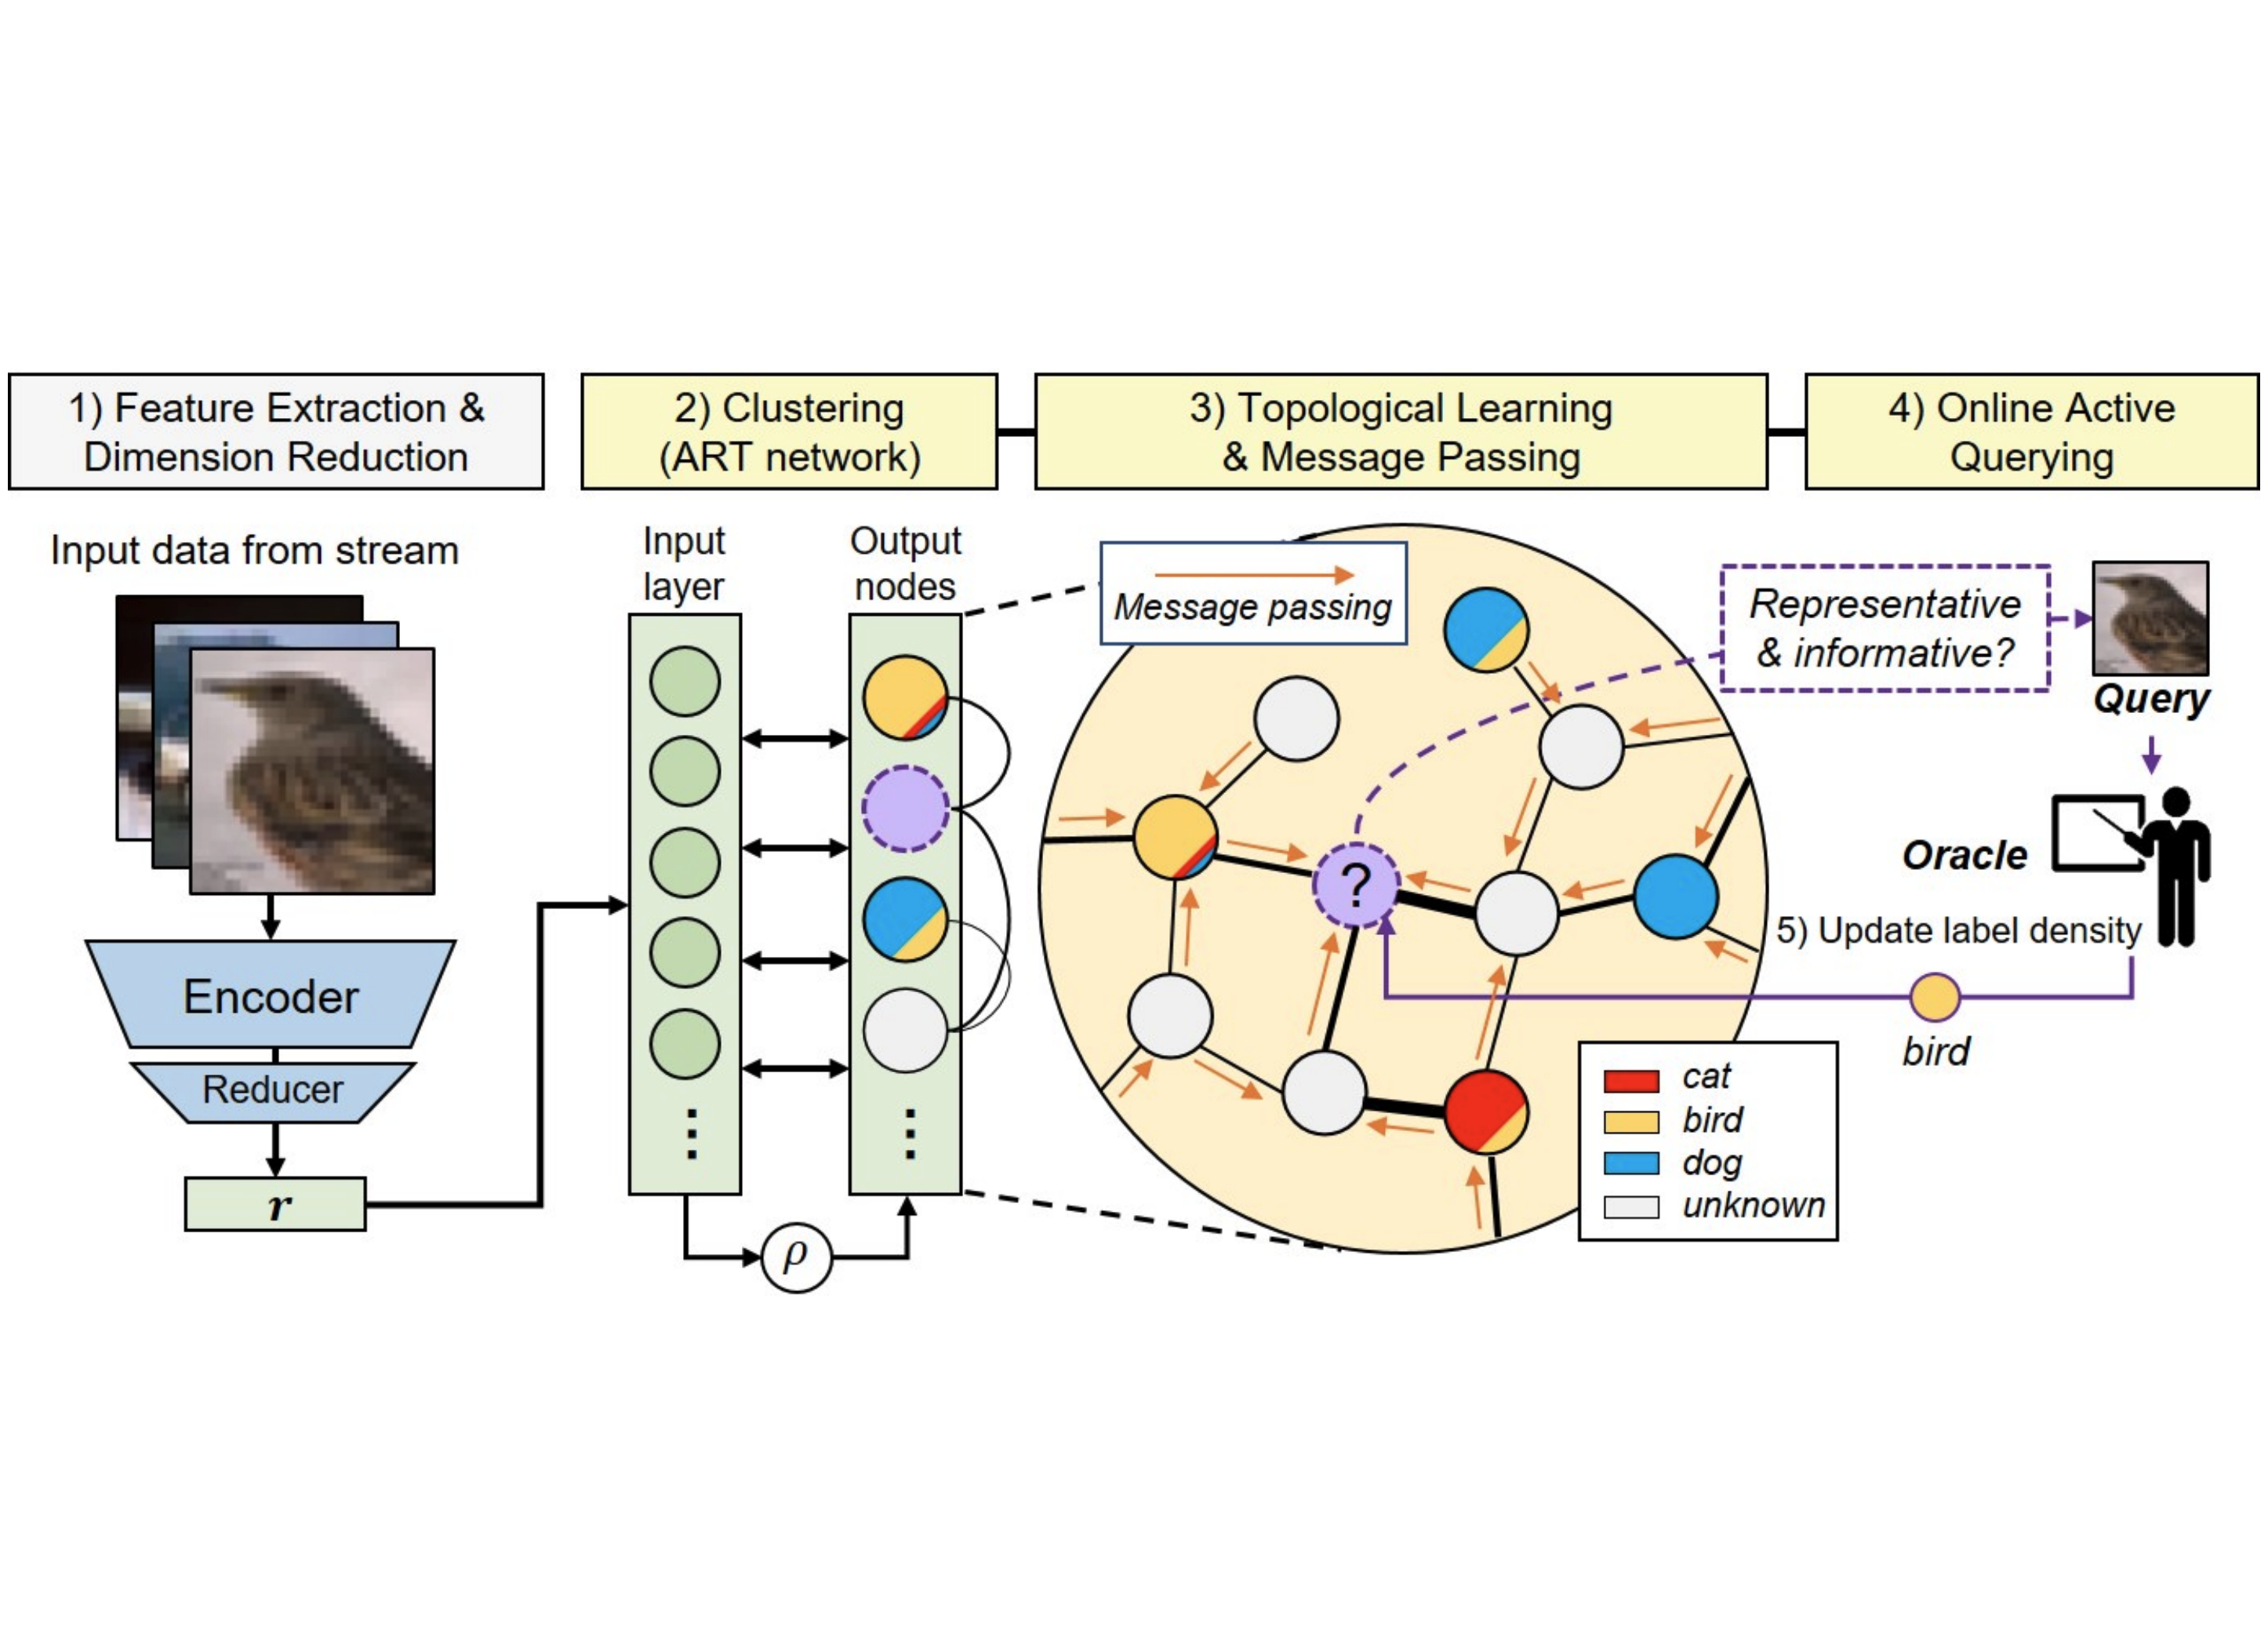 1) Feature Extraction &
Dimension Reduction
2) Clustering
(ART network)
3) Topological Learning
& Message Passing
4) Online Active
Querying
Input data from stream
Encoder
Reducer
r
Input
layer
Output
nodes
ρ
Message passing
?
Representative
& informative?
Query
Oracle
5) Update label density
bird
cat
bird
dog
unknown